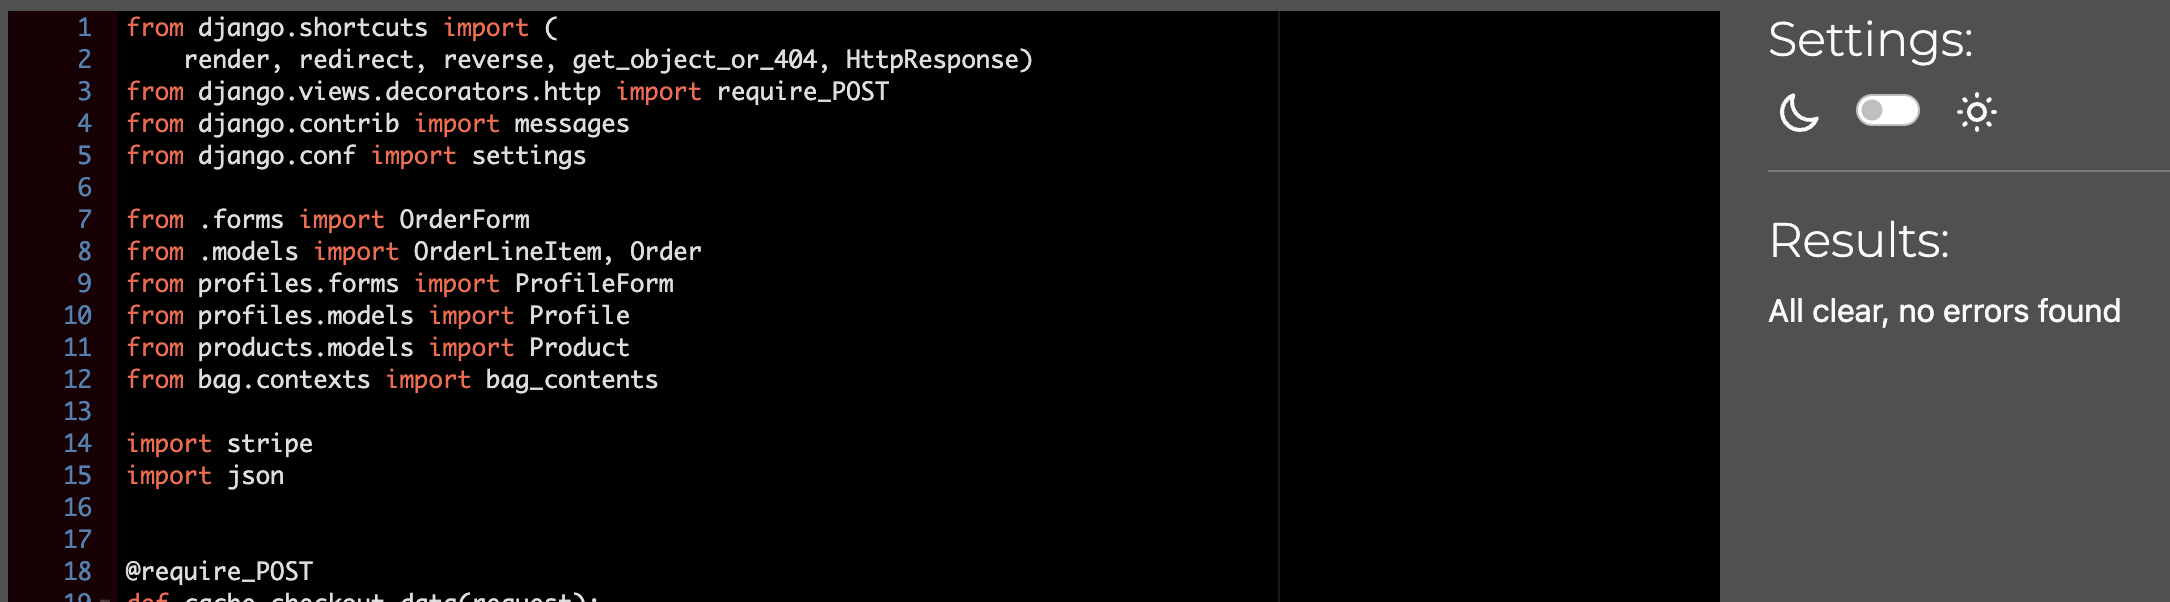 1 from django.shortcuts import (
2     render, redirect, reverse, get_object_or_404, HttpResponse)
3 from django.views.decorators.http import require_POST
4 from django.contrib import messages
5 from django.conf import settings
6
7 from .forms import OrderForm
8 from .models import OrderLineItem, Order
9 from profiles.forms import ProfileForm
10 from profiles.models import Profile
11 from products.models import Product
12 from bag.contexts import bag_contents
13
14 import stripe
15 import json
16
17
18 @require_POST
19 def cache_checkout_data(request):
Settings:
Results:
All clear, no errors found